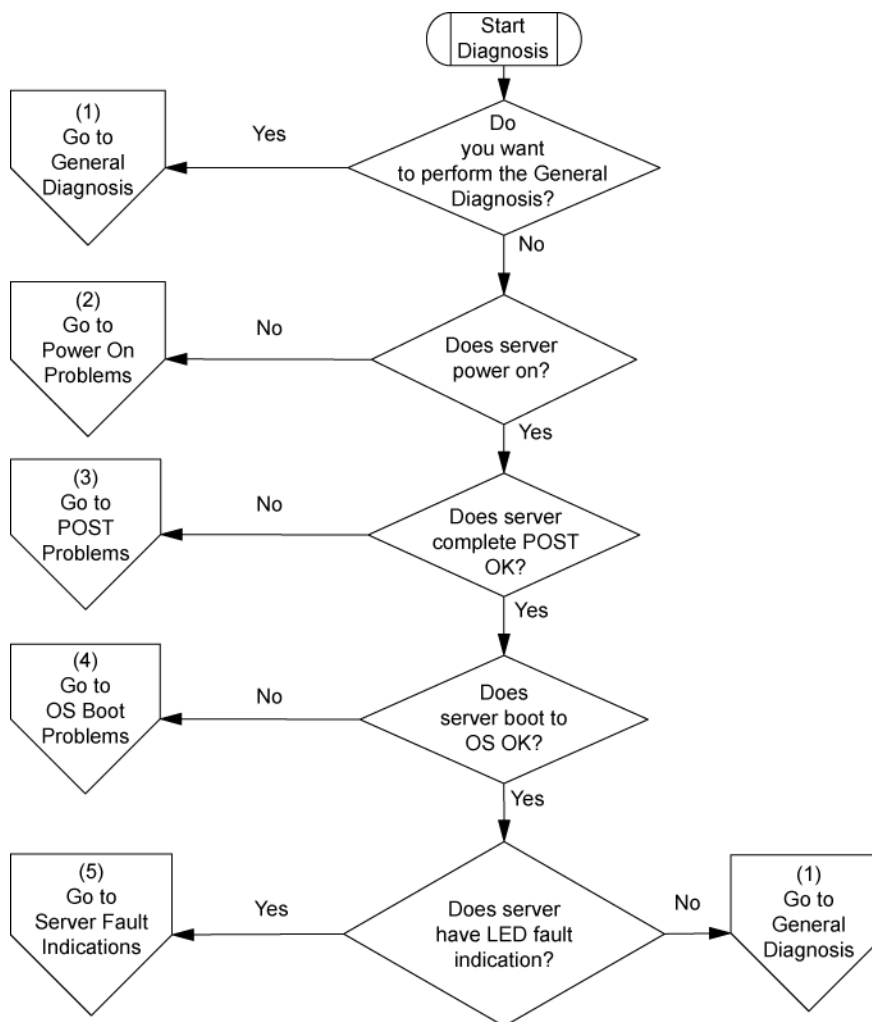 Start
Diagnosis
(1)
Go to
General
Diagnosis
Yes
Do
you want
to perform the General
Diagnosis?
No
(2)
Go to
Power On
Problems
No
Does server
power on?
Yes
(3)
Go to
POST
Problems
No
Does server
complete POST
OK?
Yes
(4)
Go to
OS Boot
Problems
No
Does
server boot to
OS OK?
Yes
(5)
Go to
Server Fault
Indications
Yes
Does server
have LED fault
indication?
No
(1)
Go to
General
Diagnosis